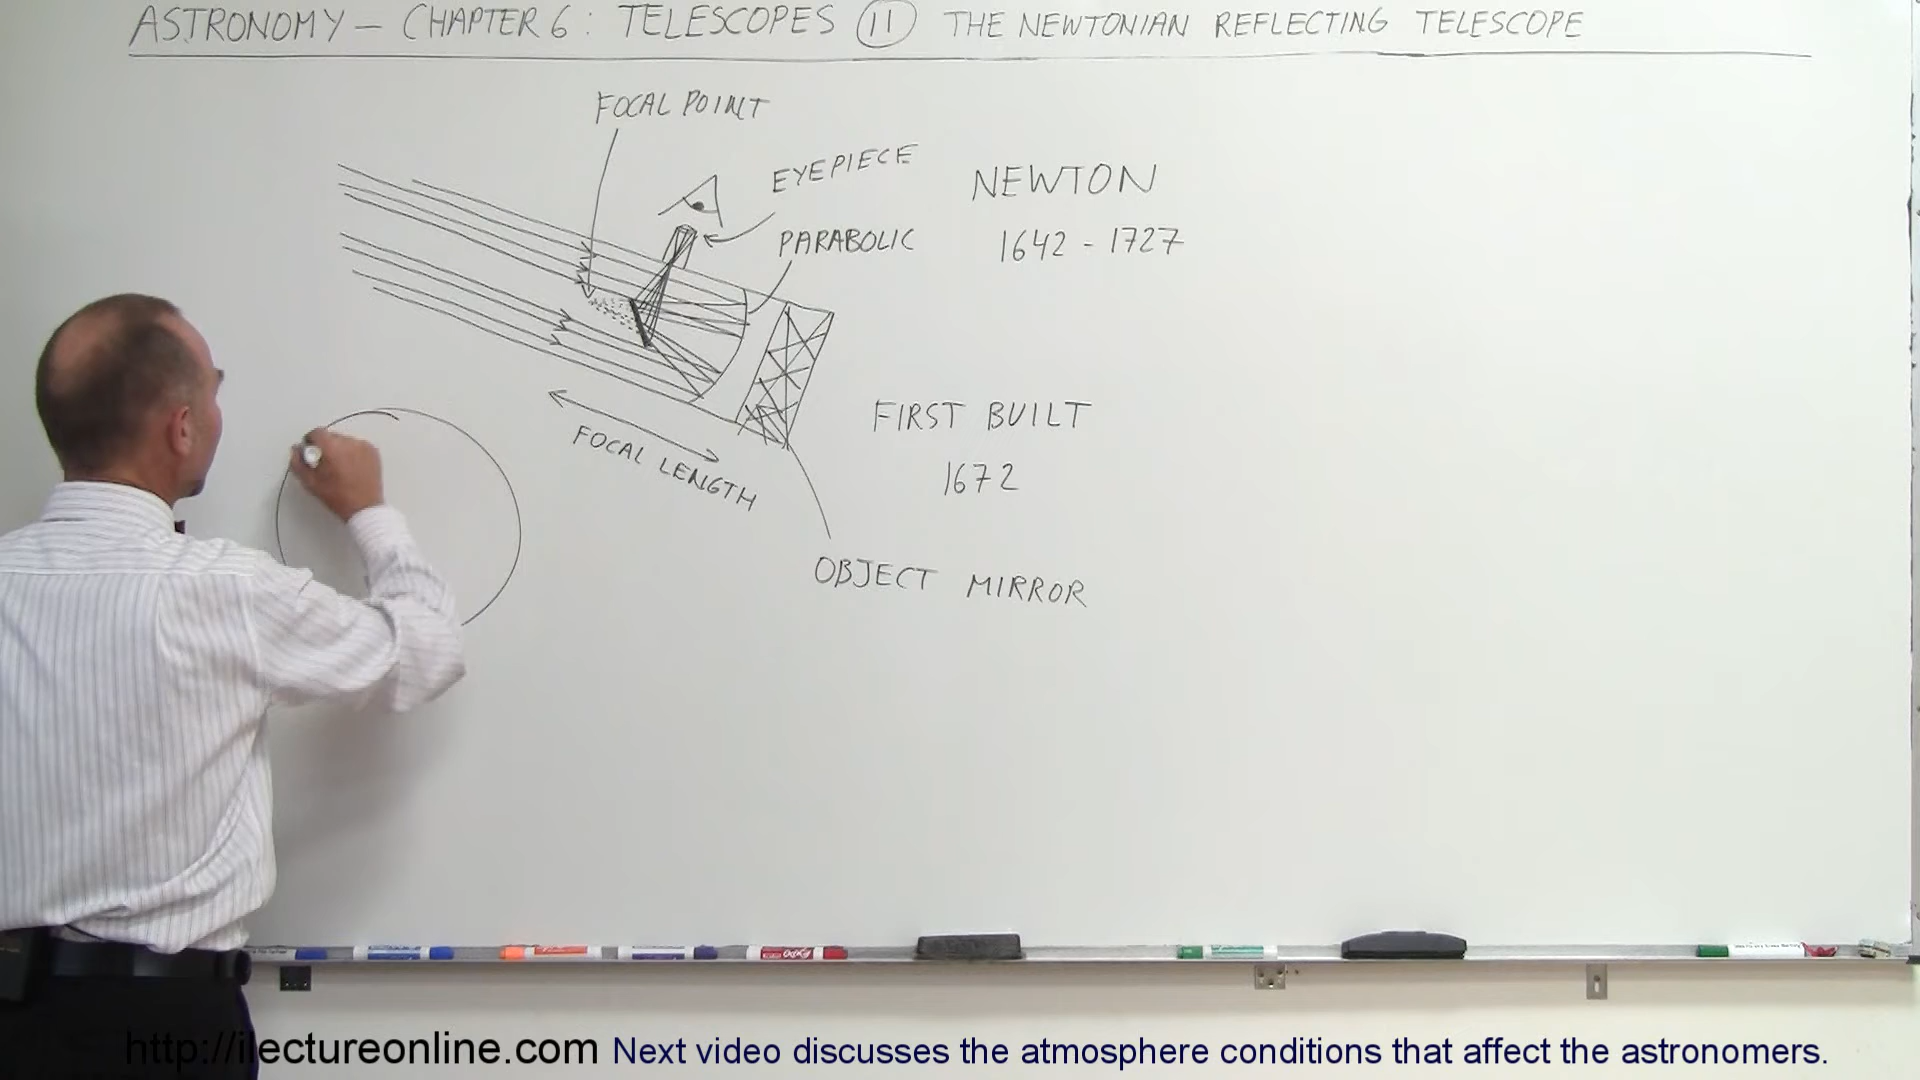 ASTRONOMY – CHAPTER 6: TELESCOPES 11 THE NEWTONIAN REFLECTING TELESCOPE
FOCAL POINT
EYEPIECE
NEWTON
PARABOLIC
1642 - 1727
FIRST BUILT
FOCAL LENGTH
1672
OBJECT MIRROR
EXPO
http://ilectureonline.com Next video discusses the atmosphere conditions that affect the astronomers.